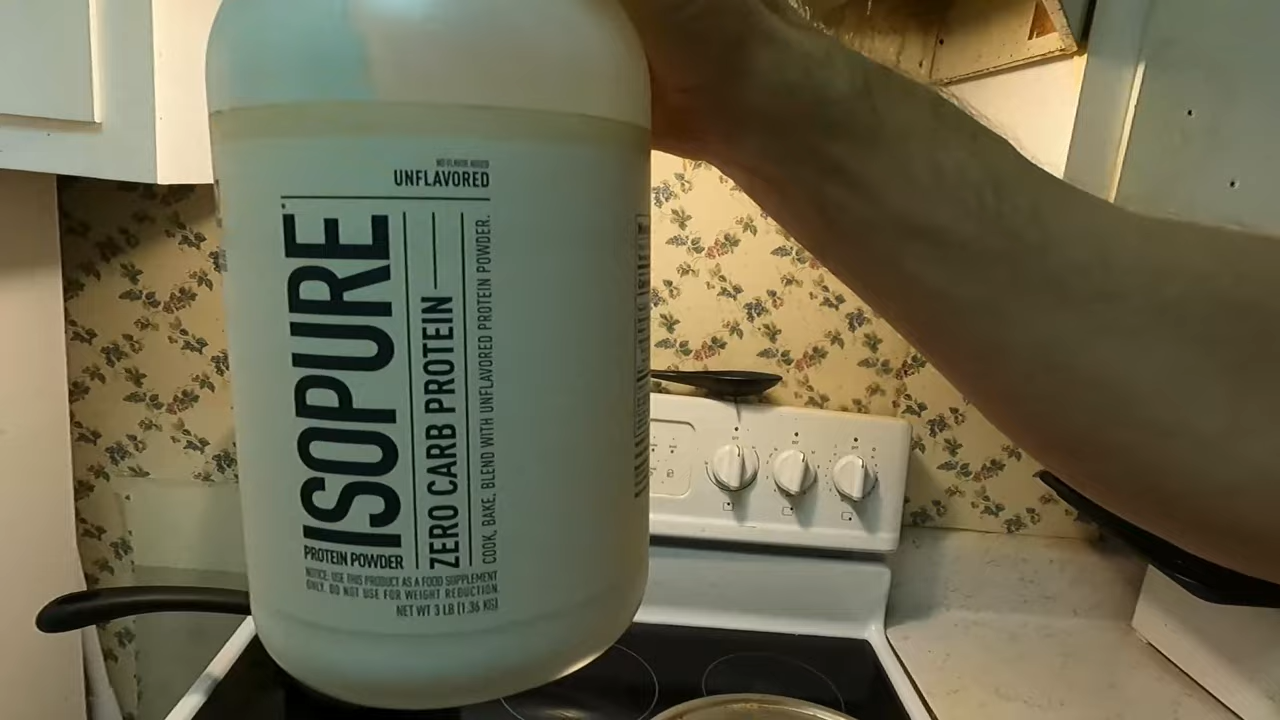 NO FLAVOR ADDED
UNFLAVORED
ISOPURE
PROTEIN POWDER
ZERO CARB PROTEIN
COOK, BAKE, BLEND WITH UNFLAVORED PROTEIN POWDER.
NOTICE: USE THIS PRODUCT AS A FOOD SUPPLEMENT
ONLY. DO NOT USE FOR WEIGHT REDUCTION.
NET WT 3 LB (1.36 KG)